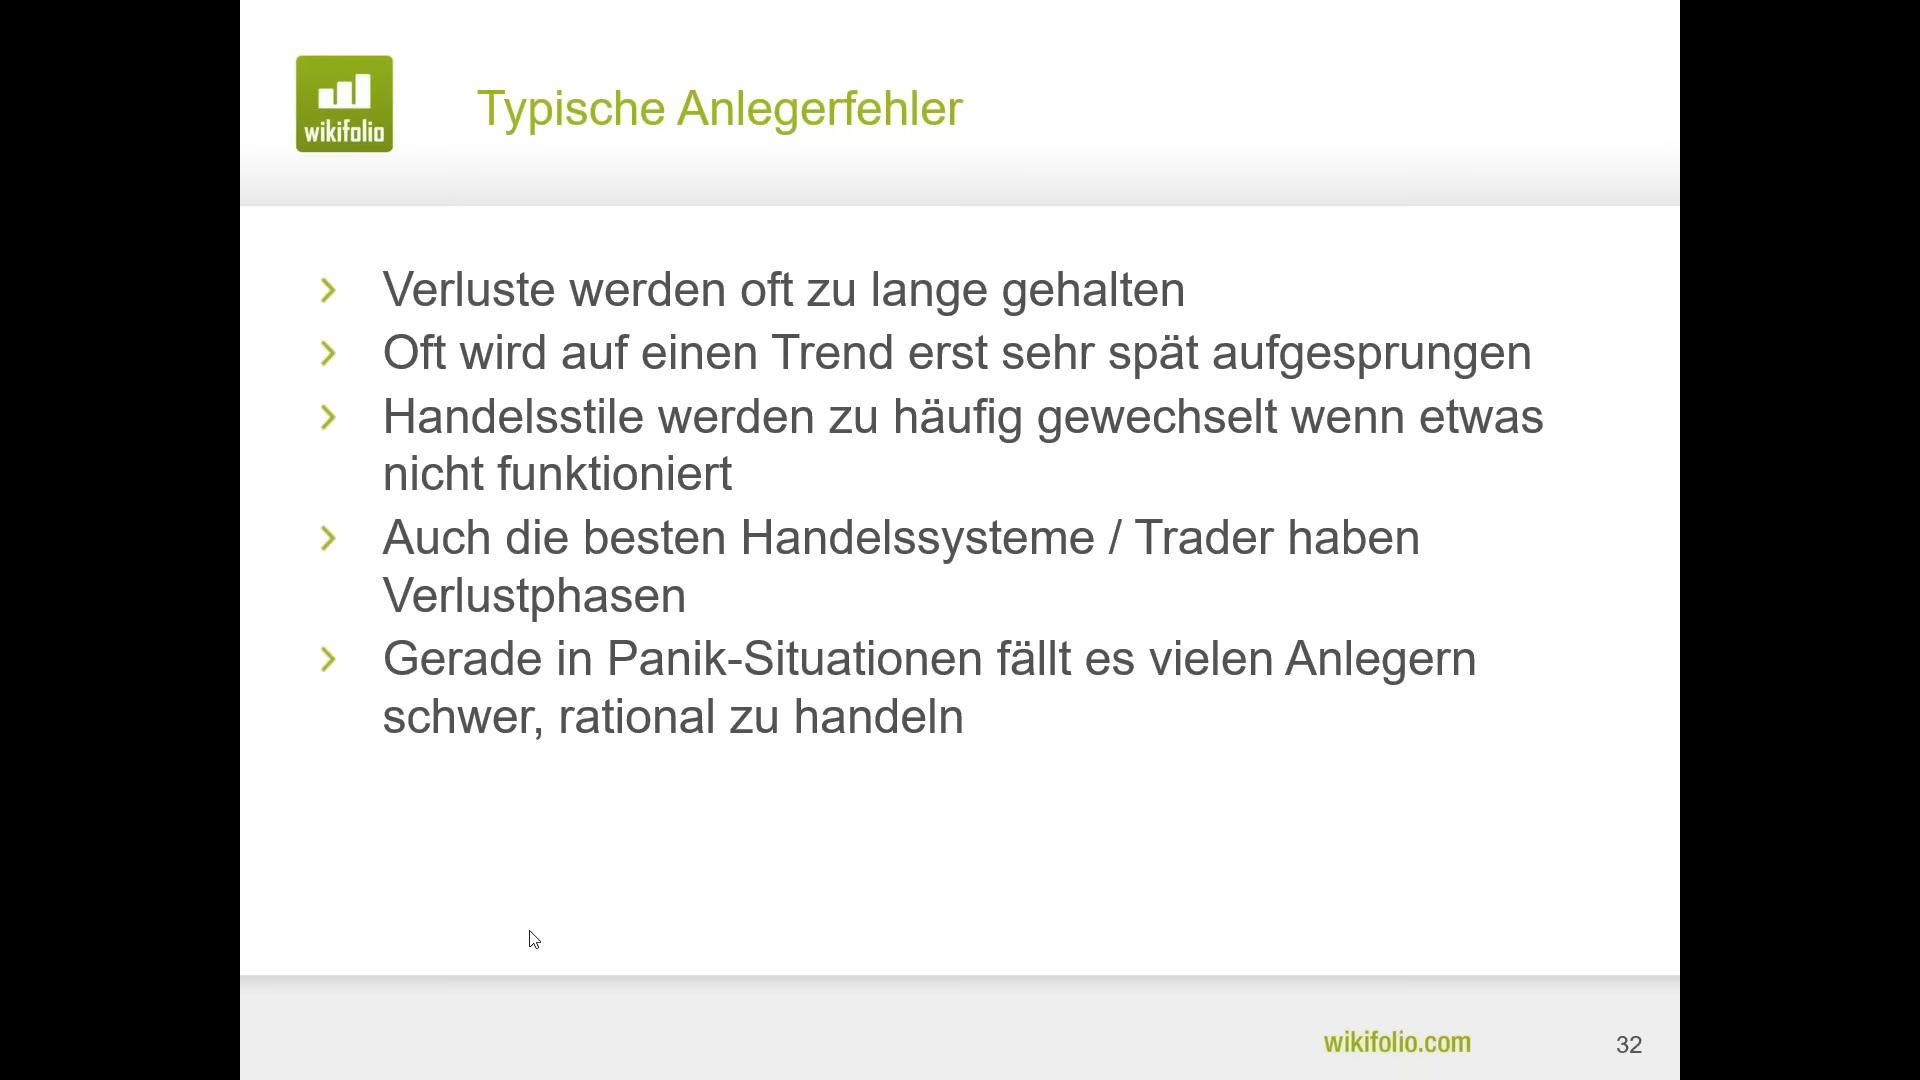 wikifolio
Typische Anlegerfehler
Verluste werden oft zu lange gehalten
Oft wird auf einen Trend erst sehr spät aufgesprungen
Handelsstile werden zu häufig gewechselt wenn etwas
nicht funktioniert
Auch die besten Handelssysteme / Trader haben
Verlustphasen
Gerade in Panik-Situationen fällt es vielen Anlegern
schwer, rational zu handeln
wikifolio.com
32